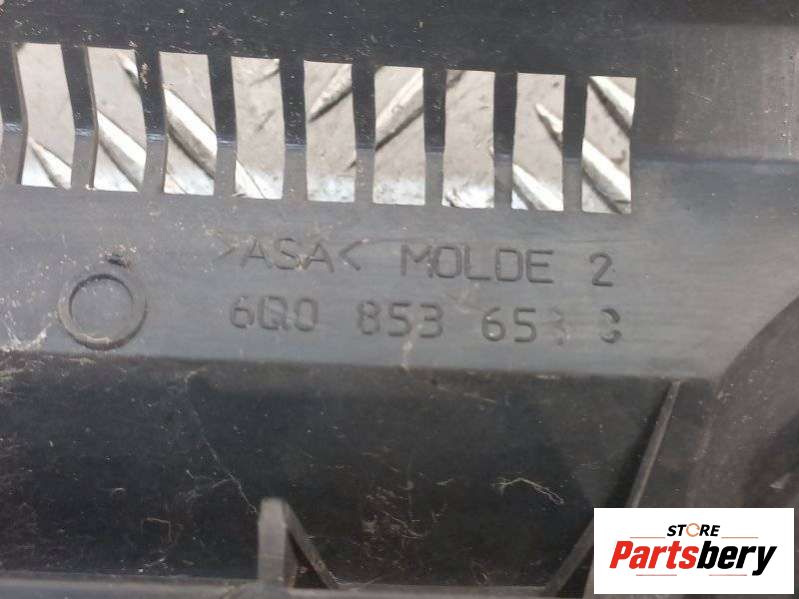 >ASA< MOLDE 2
6Q0 853
STORE
Partsbery